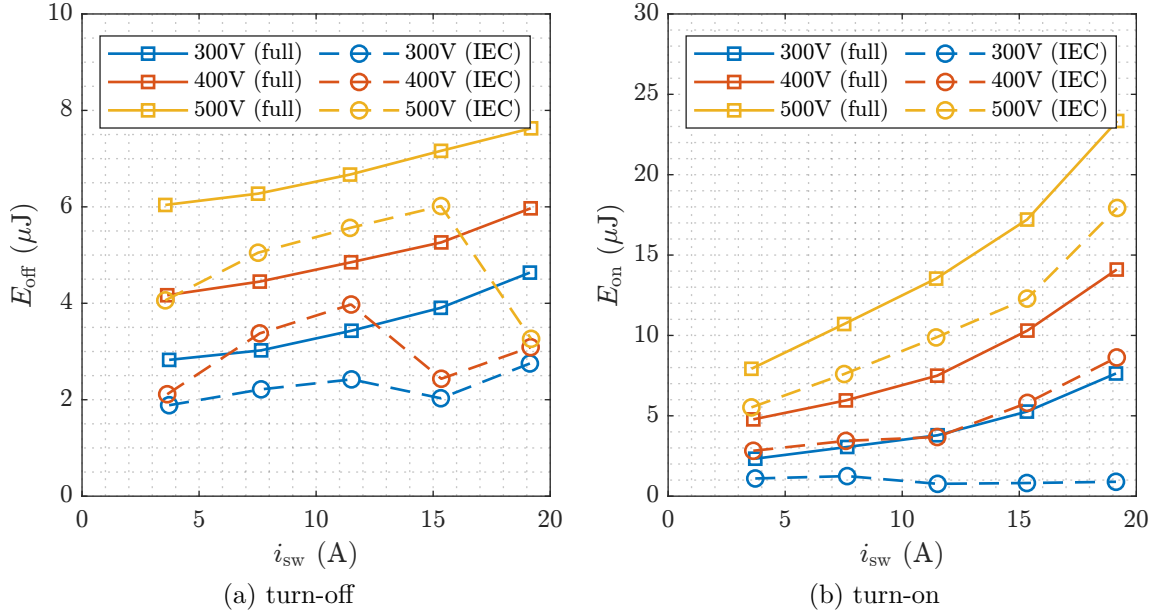 10
8
6
4
2
0
0 5 10 15 20
E_off (μJ)
i_sw (A)
300V (full) 300V (IEC)
400V (full) 400V (IEC)
500V (full) 500V (IEC)
(a) turn-off
30
25
20
15
10
5
0
0 5 10 15 20
E_on (μJ)
i_sw (A)
300V (full) 300V (IEC)
400V (full) 400V (IEC)
500V (full) 500V (IEC)
(b) turn-on